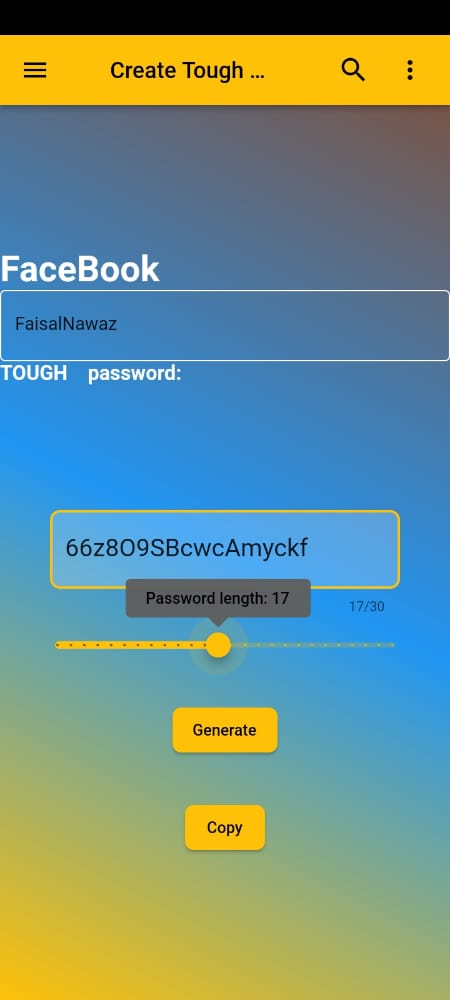 Create Tough ...
FaceBook
FaisalNawaz
TOUGH password:
66z8O9SBcwcAmyckf
Password length: 17
17/30
Generate
Copy